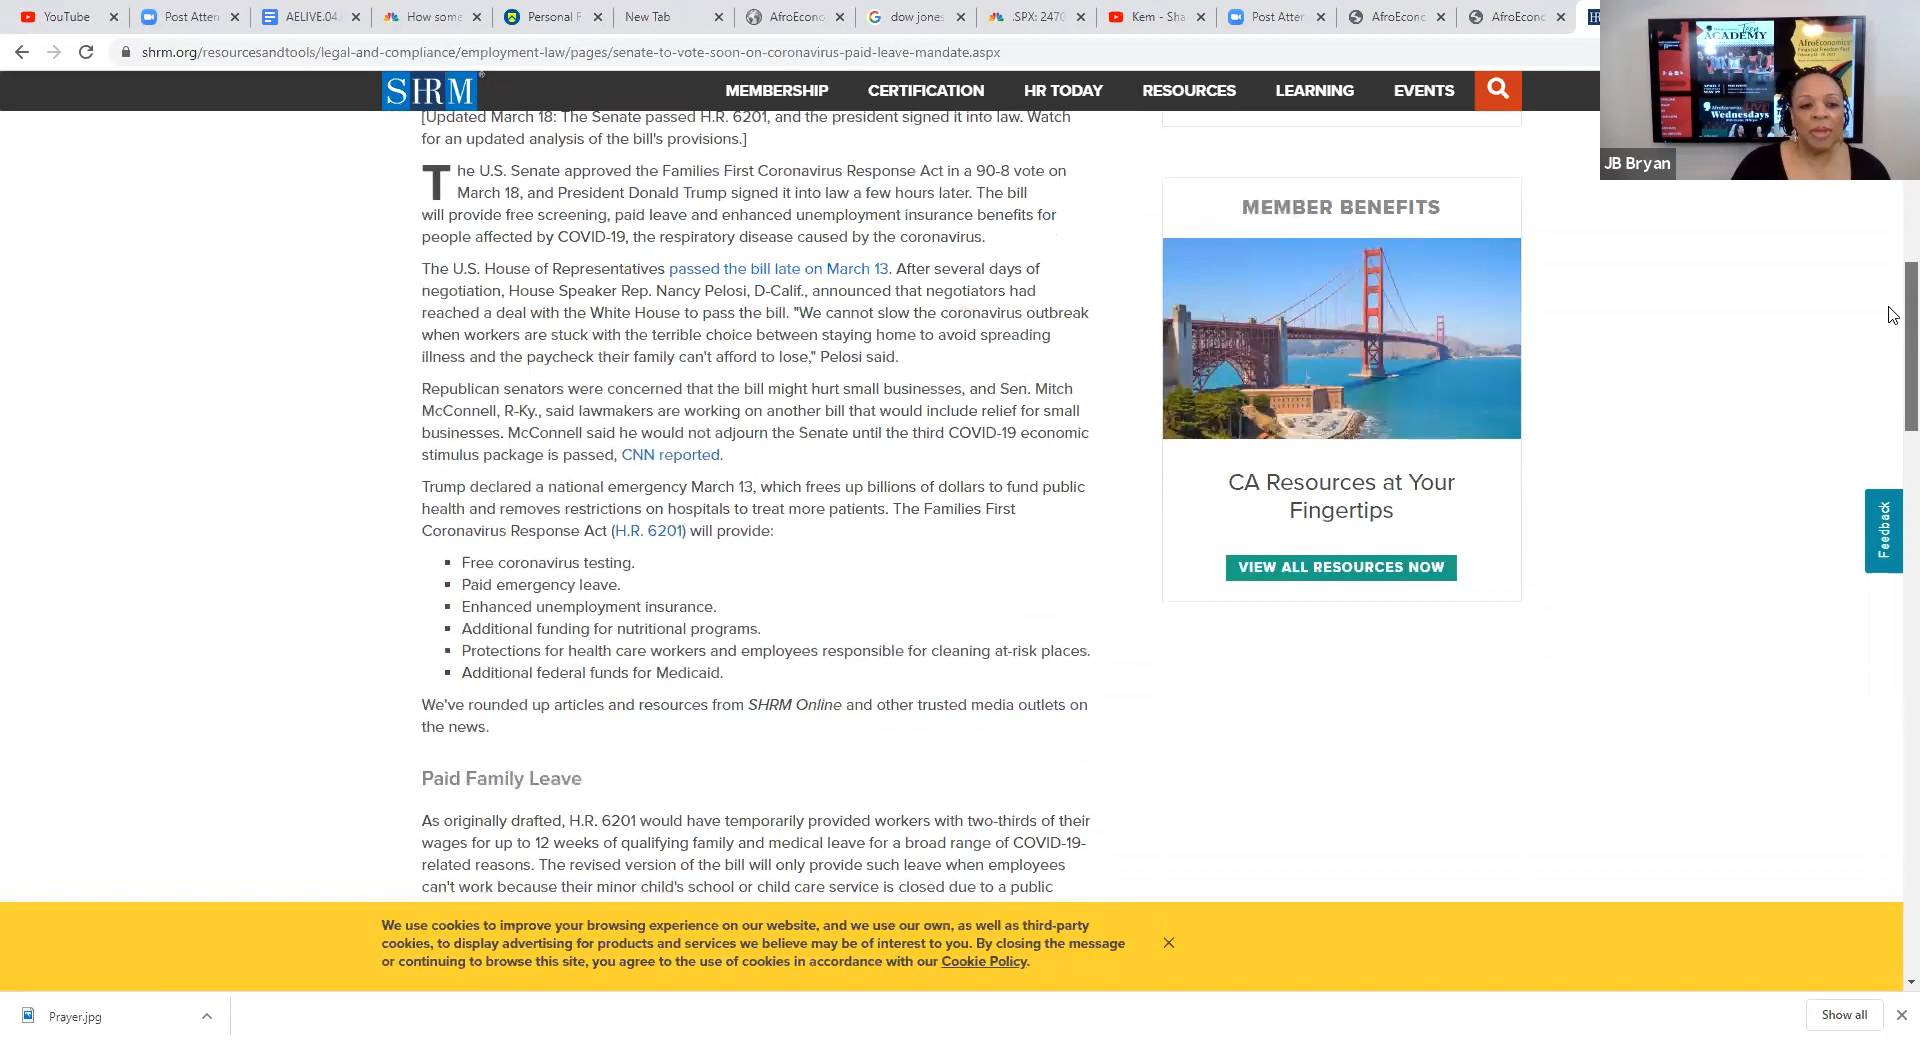 YouTube
Post Atten
AELIVE.04.
How some
Personal F
New Tab
AfroEcono
dow jones
.SPX: 2470
Kem - Sha
Post Atter
AfroEconc
AfroEconc
shrm.org/resourcesandtools/legal-and-compliance/employment-law/pages/senate-to-vote-soon-on-coronavirus-paid-leave-mandate.aspx
SHRM
MEMBERSHIP
CERTIFICATION
HR TODAY
RESOURCES
LEARNING
EVENTS
Teen
ACADEMY
AfroEconomics
Financial Freedom Fest
AfroEconomics LIVE!
Wednesdays
JB Bryan
[Updated March 18: The Senate passed H.R. 6201, and the president signed it into law. Watch
for an updated analysis of the bill's provisions.]
The U.S. Senate approved the Families First Coronavirus Response Act in a 90-8 vote on
March 18, and President Donald Trump signed it into law a few hours later. The bill
will provide free screening, paid leave and enhanced unemployment insurance benefits for
people affected by COVID-19, the respiratory disease caused by the coronavirus.
The U.S. House of Representatives passed the bill late on March 13. After several days of
negotiation, House Speaker Rep. Nancy Pelosi, D-Calif., announced that negotiators had
reached a deal with the White House to pass the bill. "We cannot slow the coronavirus outbreak
when workers are stuck with the terrible choice between staying home to avoid spreading
illness and the paycheck their family can't afford to lose," Pelosi said.
Republican senators were concerned that the bill might hurt small businesses, and Sen. Mitch
McConnell, R-Ky., said lawmakers are working on another bill that would include relief for small
businesses. McConnell said he would not adjourn the Senate until the third COVID-19 economic
stimulus package is passed, CNN reported.
Trump declared a national emergency March 13, which frees up billions of dollars to fund public
health and removes restrictions on hospitals to treat more patients. The Families First
Coronavirus Response Act (H.R. 6201) will provide:
Free coronavirus testing.
Paid emergency leave.
Enhanced unemployment insurance.
Additional funding for nutritional programs.
Protections for health care workers and employees responsible for cleaning at-risk places.
Additional federal funds for Medicaid.
We've rounded up articles and resources from SHRM Online and other trusted media outlets on
the news.
Paid Family Leave
As originally drafted, H.R. 6201 would have temporarily provided workers with two-thirds of their
wages for up to 12 weeks of qualifying family and medical leave for a broad range of COVID-19-
related reasons. The revised version of the bill will only provide such leave when employees
can't work because their minor child's school or child care service is closed due to a public
MEMBER BENEFITS
CA Resources at Your
Fingertips
VIEW ALL RESOURCES NOW
Feedback
We use cookies to improve your browsing experience on our website, and we use our own, as well as third-party
cookies, to display advertising for products and services we believe may be of interest to you. By closing the message
or continuing to browse this site, you agree to the use of cookies in accordance with our Cookie Policy.
Prayer.jpg
Show all